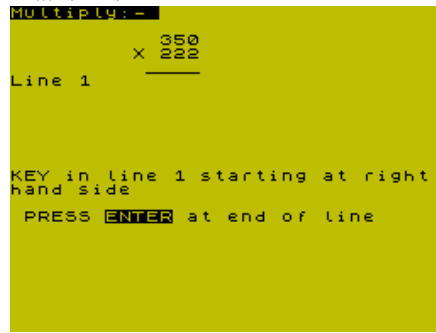 Multiply:-
350
× 222
Line 1
KEY in line 1 starting at right
hand side
PRESS ENTER at end of line